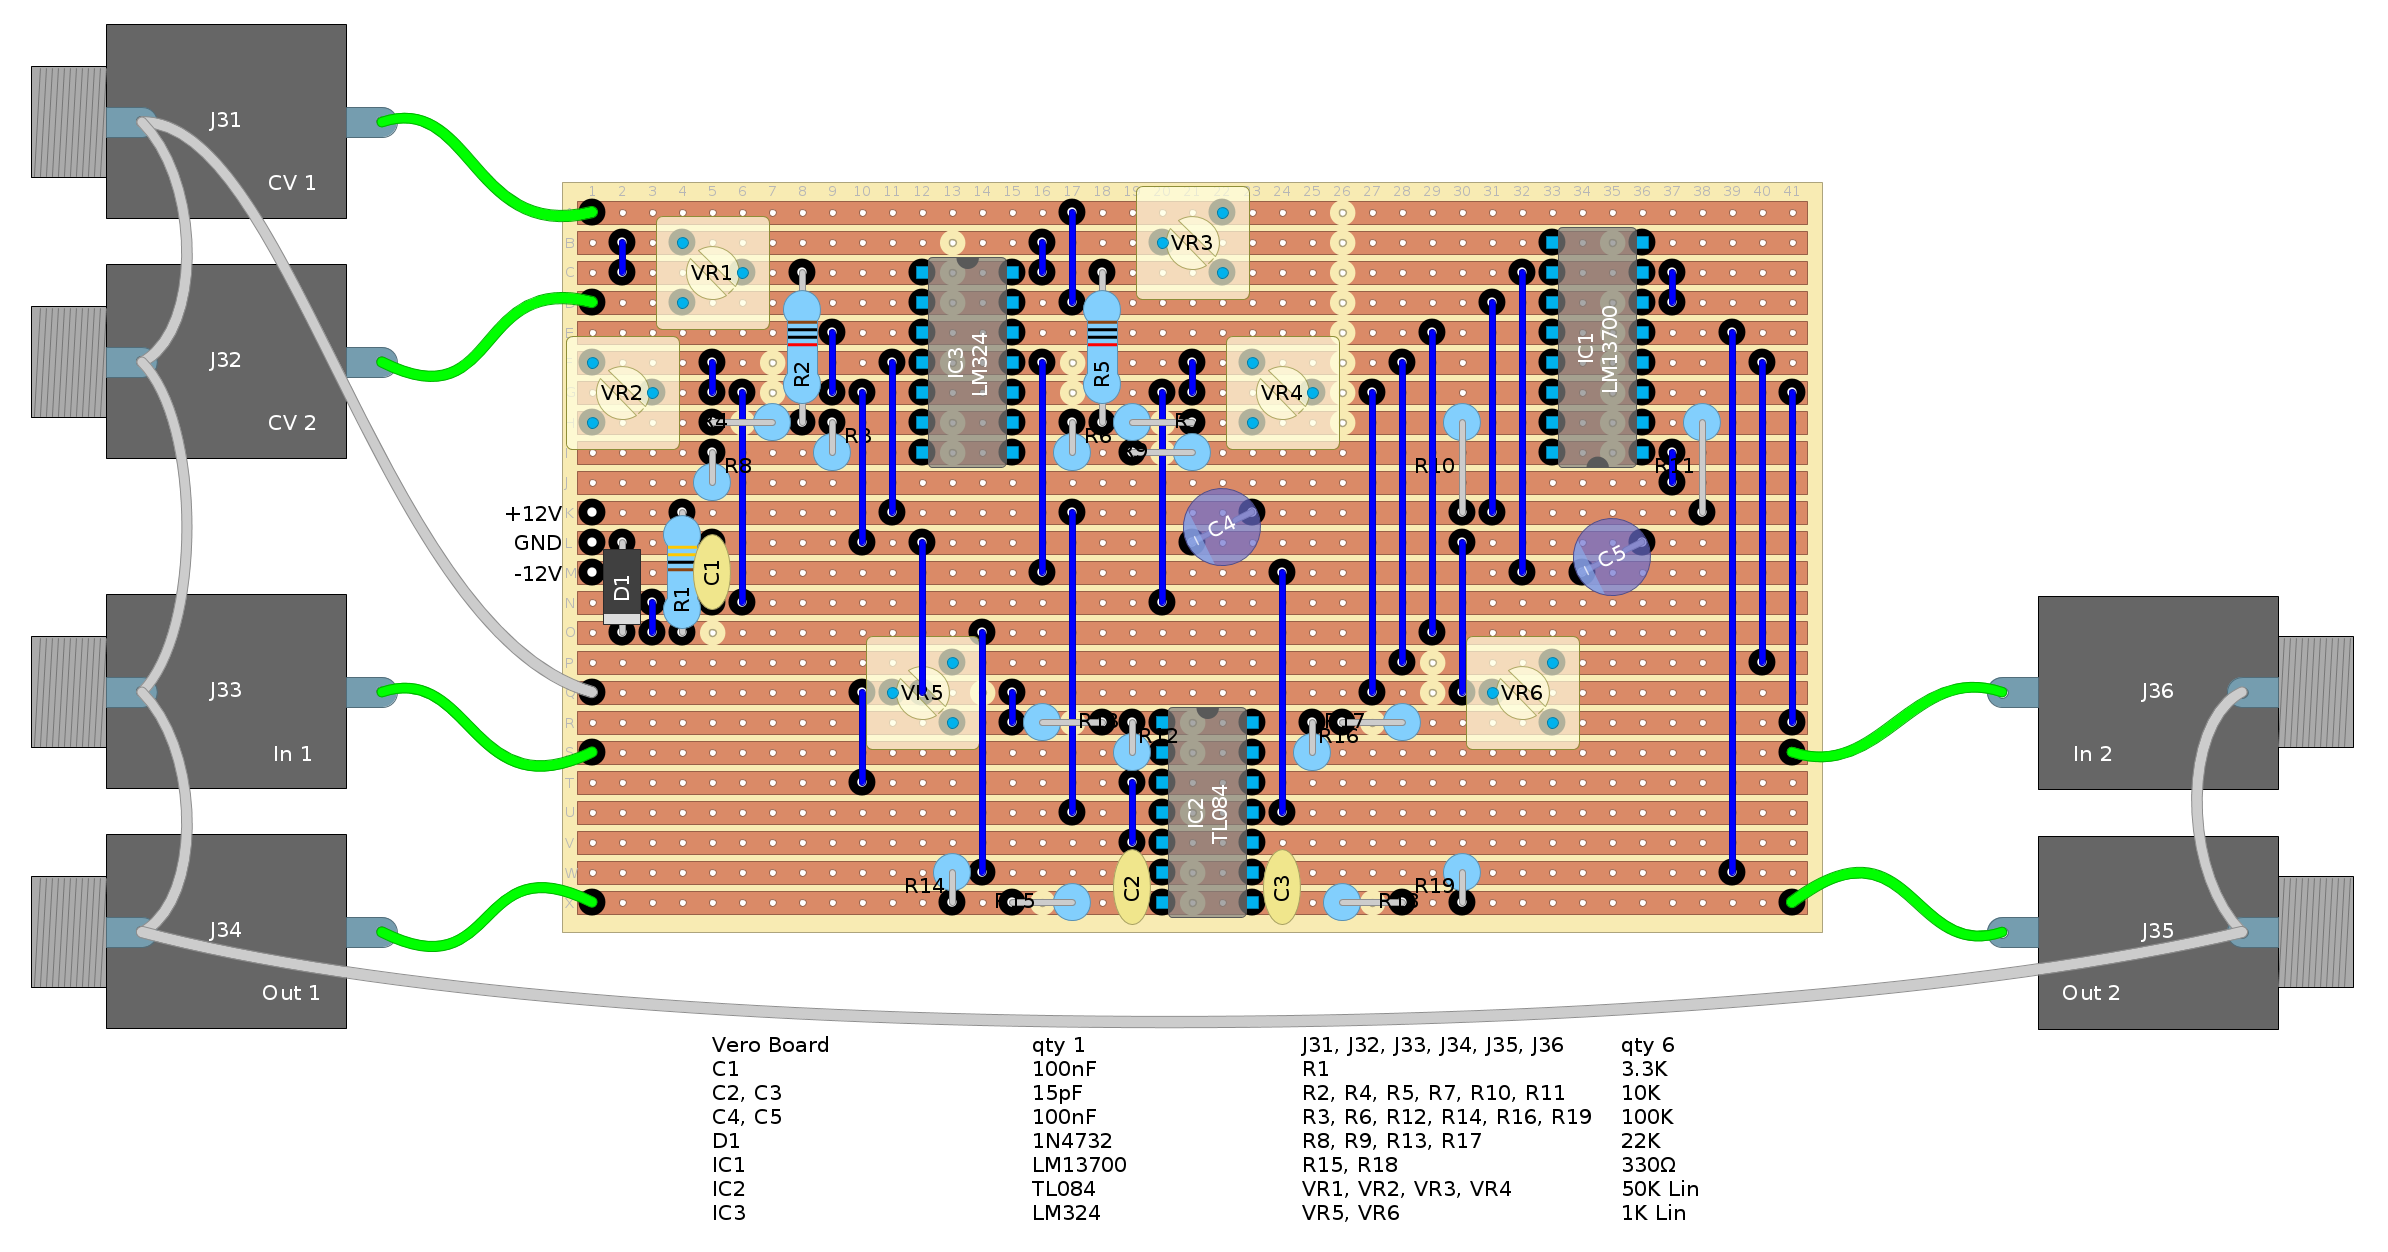 J31
CV 1
J32
CV 2
J33
In 1
J34
Out 1
J36
In 2
J35
Out 2
1 2 3 4 5 6 7 8 9 10 11 12 13 14 15 16 17 18 19 20 21 22 23 24 25 26 27 28 29 30 31 32 33 34 35 36 37 38 39 40 41
B
C
E
J
K
L
M
N
O
P
Q
R
S
T
U
V
W
X
+12V
GND
-12V
VR1
VR2
VR3
VR4
VR5
VR6
R2
R5
R3
R6
R8
R10
R1
C1
D1
C4
C5
IC3
LM324
IC1
LM13700
IC2
TL084
R12
R16
R17
R14
R19
C2
C3
Vero Board qty 1 J31, J32, J33, J34, J35, J36 qty 6
C1 100nF R1 3.3K
C2, C3 15pF R2, R4, R5, R7, R10, R11 10K
C4, C5 100nF R3, R6, R12, R14, R16, R19 100K
D1 1N4732 R8, R9, R13, R17 22K
IC1 LM13700 R15, R18 330Ω
IC2 TL084 VR1, VR2, VR3, VR4 50K Lin
IC3 LM324 VR5, VR6 1K Lin